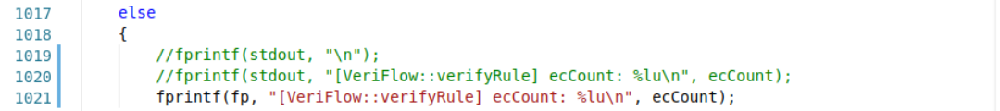 1017 else
1018 {
1019 //fprintf(stdout, "\n");
1020 //fprintf(stdout, "[VeriFlow::verifyRule] ecCount: %lu\n", ecCount);
1021 fprintf(fp, "[VeriFlow::verifyRule] ecCount: %lu\n", ecCount);